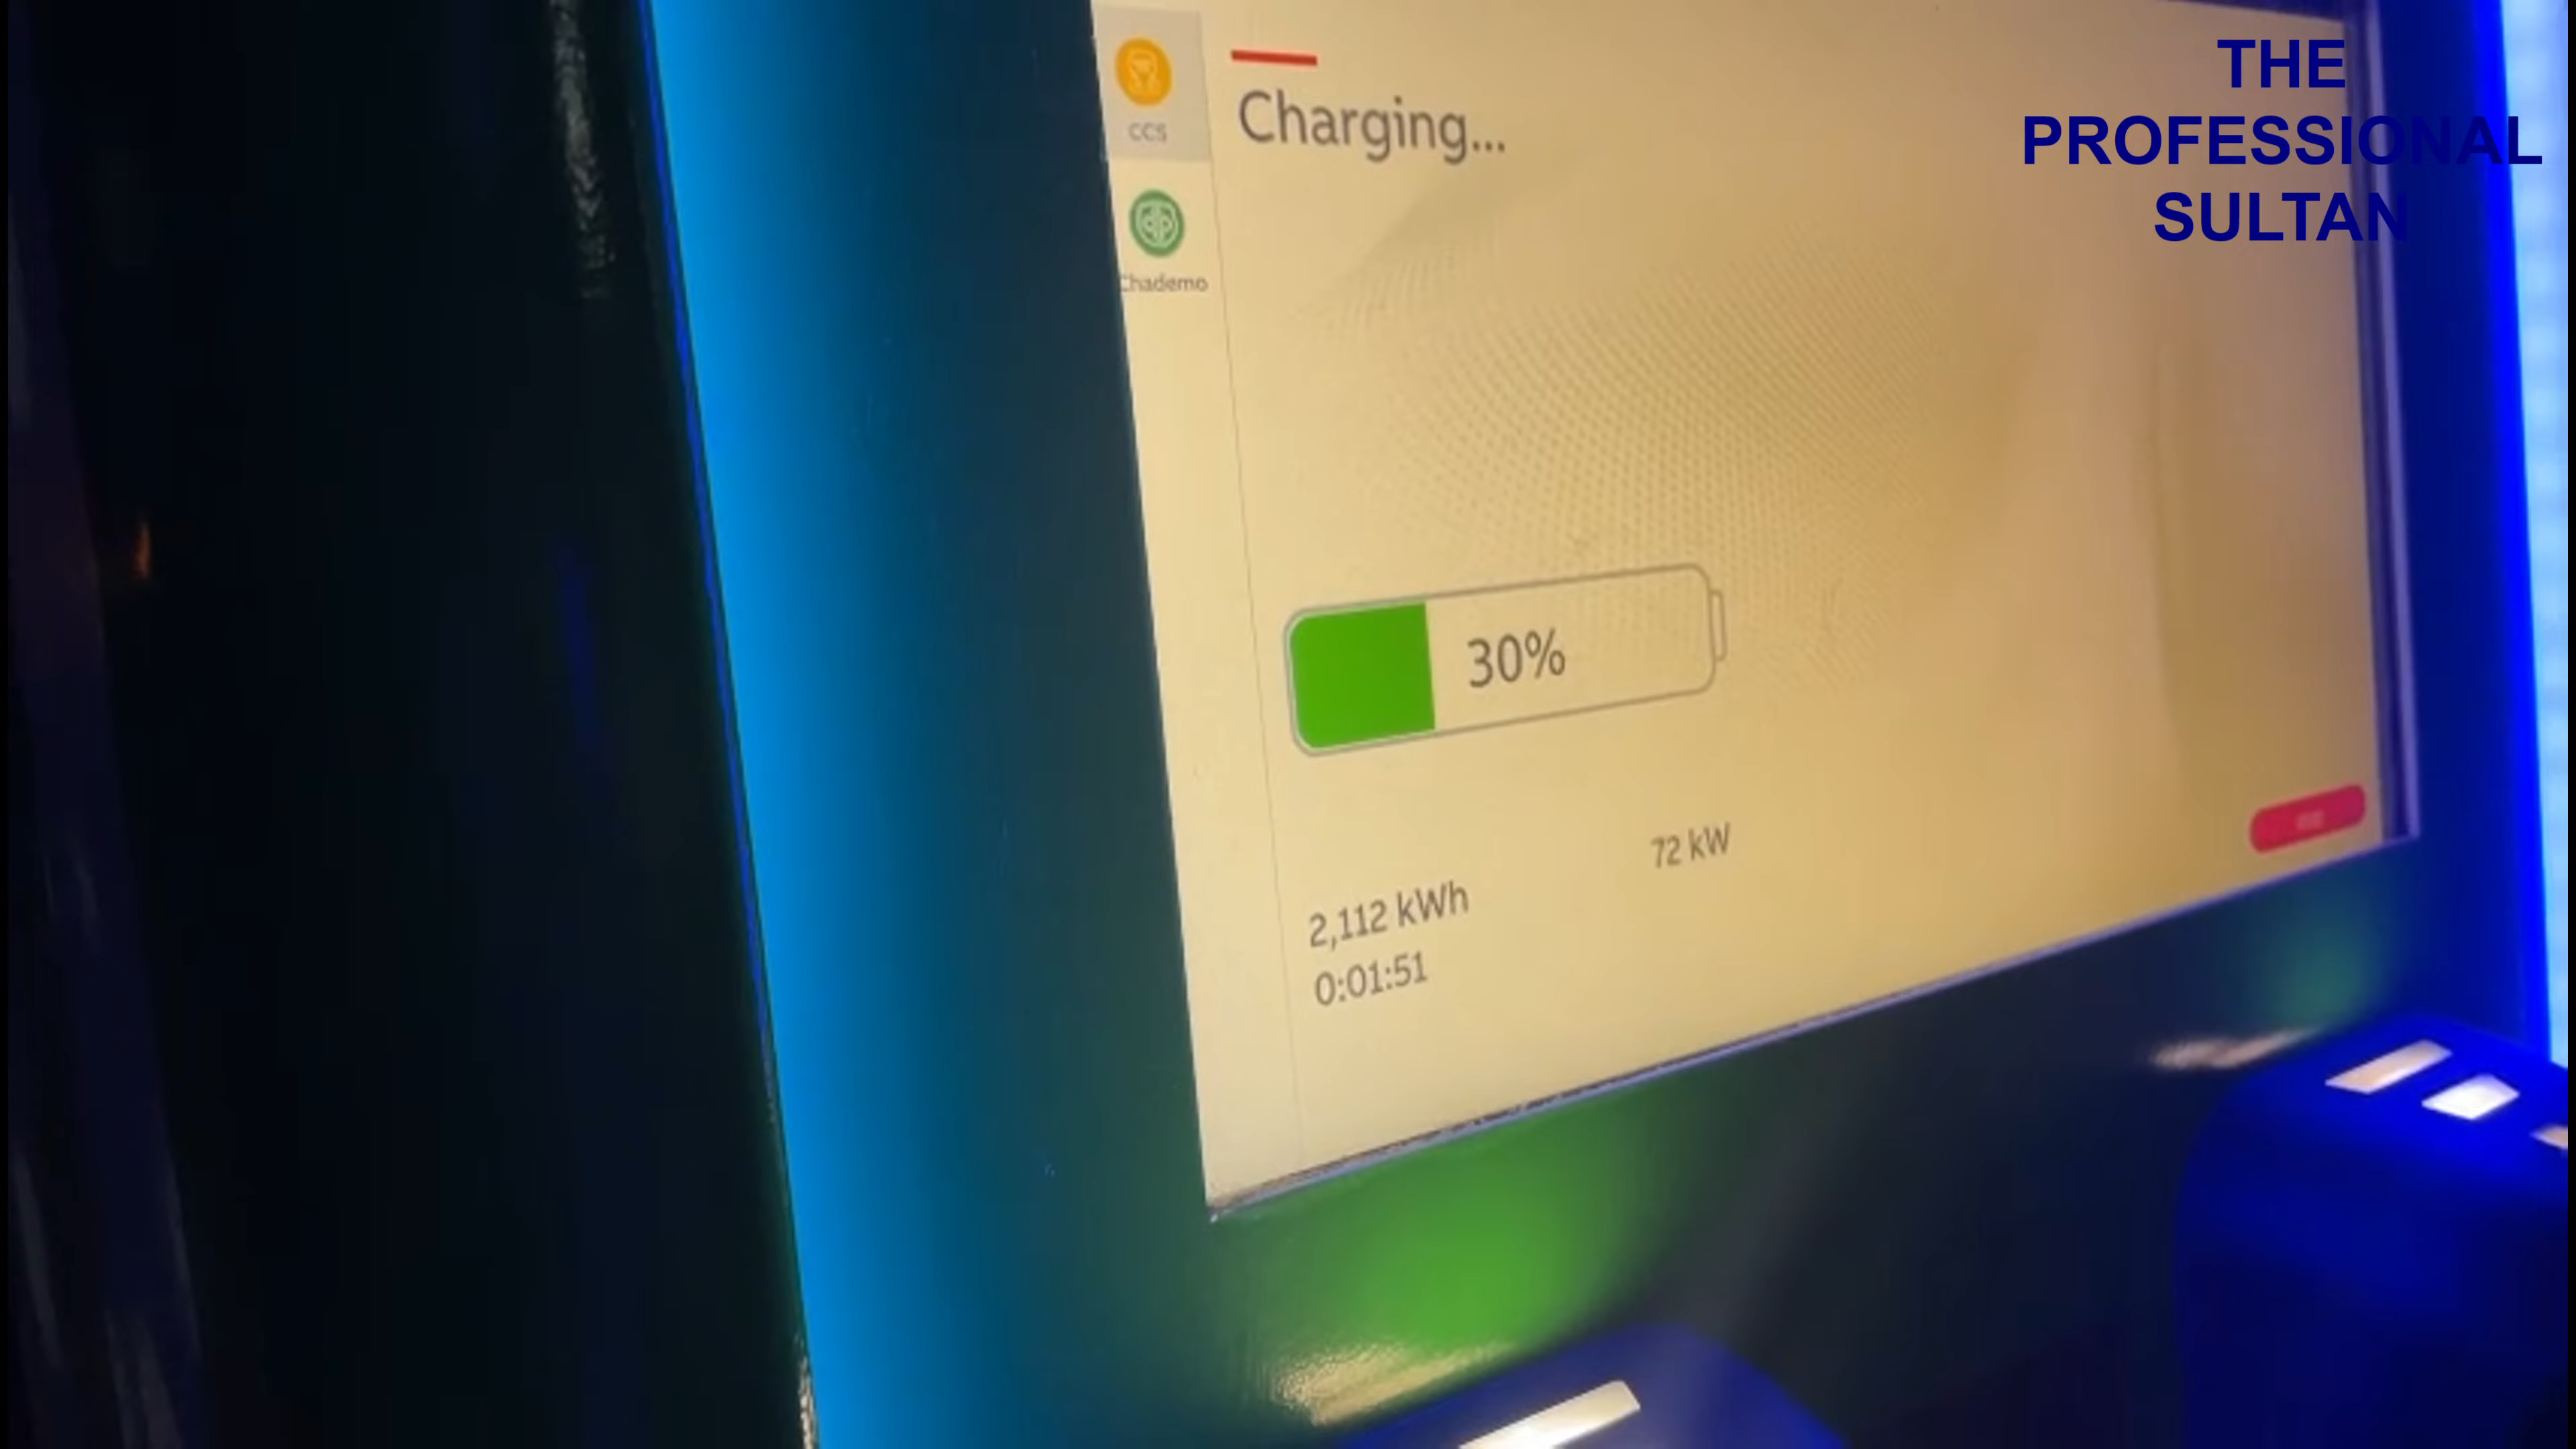 THE
PROFESSIONAL
SULTAN
CCS
Charging...
Chademo
30%
72 kW
2,112 kWh
0:01:51